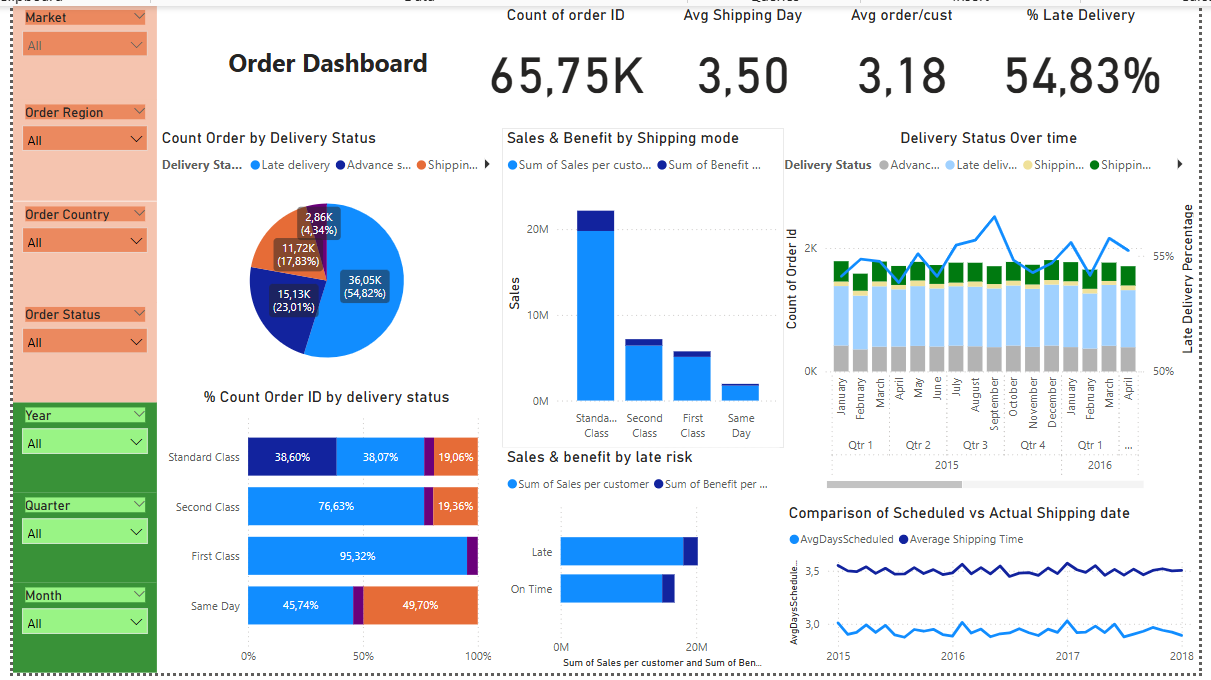 Data
Queries
Insert
Market
All
Order Region
All
Order Country
All
Order Status
All
Year
All
Quarter
All
Month
All
Order Dashboard
Count of order ID
65,75K
Avg Shipping Day
3,50
Avg order/cust
3,18
% Late Delivery
54,83%
Count Order by Delivery Status
Delivery Sta... Late delivery Advance s... Shippin...
2,86K
(4,34%)
11,72K
(17,83%)
36,05K
(54,82%)
15,13K
(23,01%)
% Count Order ID by delivery status
Standard Class 38,60% 38,07% 19,06%
Second Class 76,63% 19,36%
First Class 95,32%
Same Day 45,74% 49,70%
0% 50% 100%
Sales & Benefit by Shipping mode
Sum of Sales per custo... Sum of Benefit ...
Sales
20M
10M
0M
Standa... Second First Same
Class Class Class Day
Sales & benefit by late risk
Sum of Sales per customer Sum of Benefit per ...
Late
On Time
0M 20M
Sum of Sales per customer and Sum of Ben...
Delivery Status Over time
Delivery Status Advanc... Late deliv... Shippin... Shippin...
Count of Order Id
2K
0K
55%
50%
Late Delivery Percentage
January February March April May June July August September October November December January February March April
Qtr 1 Qtr 2 Qtr 3 Qtr 4 Qtr 1 ...
2015 2016
Comparison of Scheduled vs Actual Shipping date
AvgDaysScheduled Average Shipping Time
AvgDaysSchedule...
3,5
3,0
2015 2016 2017 2018